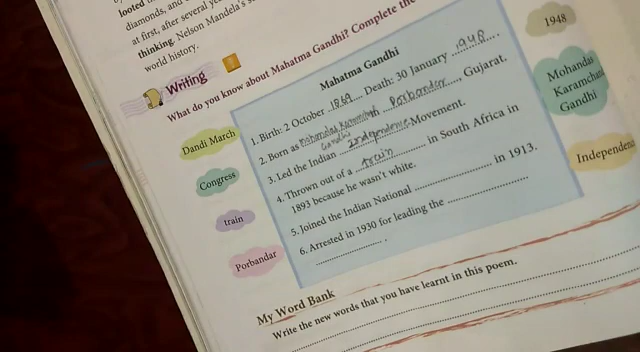 looted
diamonds, and
at first, after several ye
thinking. Nelson Mandela's s
world history.
Writing
What do you know about Mahatma Gandhi? Complete the
Mahatma Gandhi
1. Birth: 2 October 1869 Death: 30 January 1948
2. Born as Mohandas Karamchand Gandhi Porbandar Gujarat.
3. Led the Indian Independence Movement.
4. Thrown out of a train in South Africa in
1893 because he wasn't white.
5. Joined the Indian National in 1913.
6. Arrested in 1930 for leading the
Dandi March
Congress
train
Porbandar
1948
Mohandas
Karamchand
Gandhi
Independenc
My Word Bank
Write the new words that you have learnt in this poem.